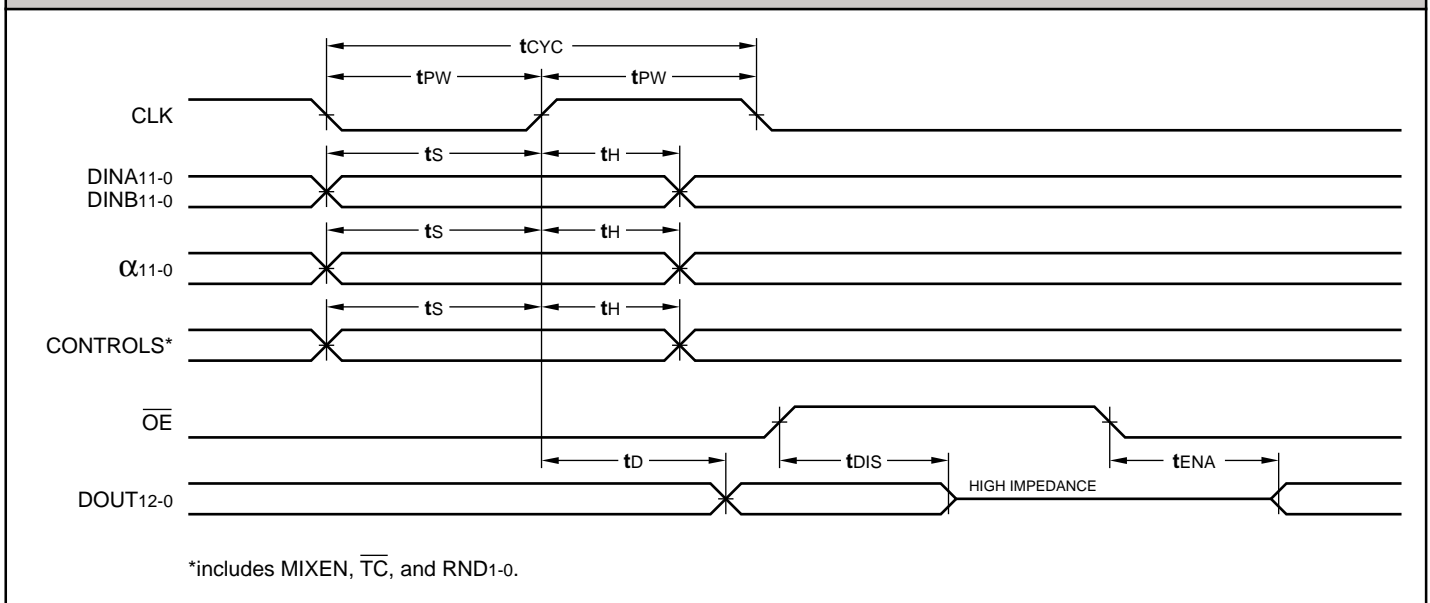 tCYC
tPW tPW
CLK
tS tH
DINA11-0
DINB11-0
tS tH
α11-0
tS tH
CONTROLS*
OE
tD tDIS tENA
DOUT12-0 HIGH IMPEDANCE
*includes MIXEN, TC, and RND1-0.